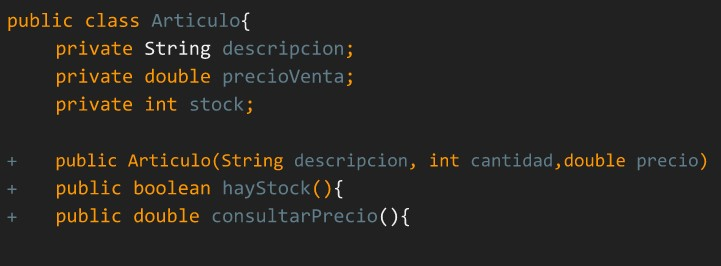 public class Articulo{
    private String descripcion;
    private double precioVenta;
    private int stock;
+   public Articulo(String descripcion, int cantidad,double precio)
+   public boolean hayStock(){
+   public double consultarPrecio(){